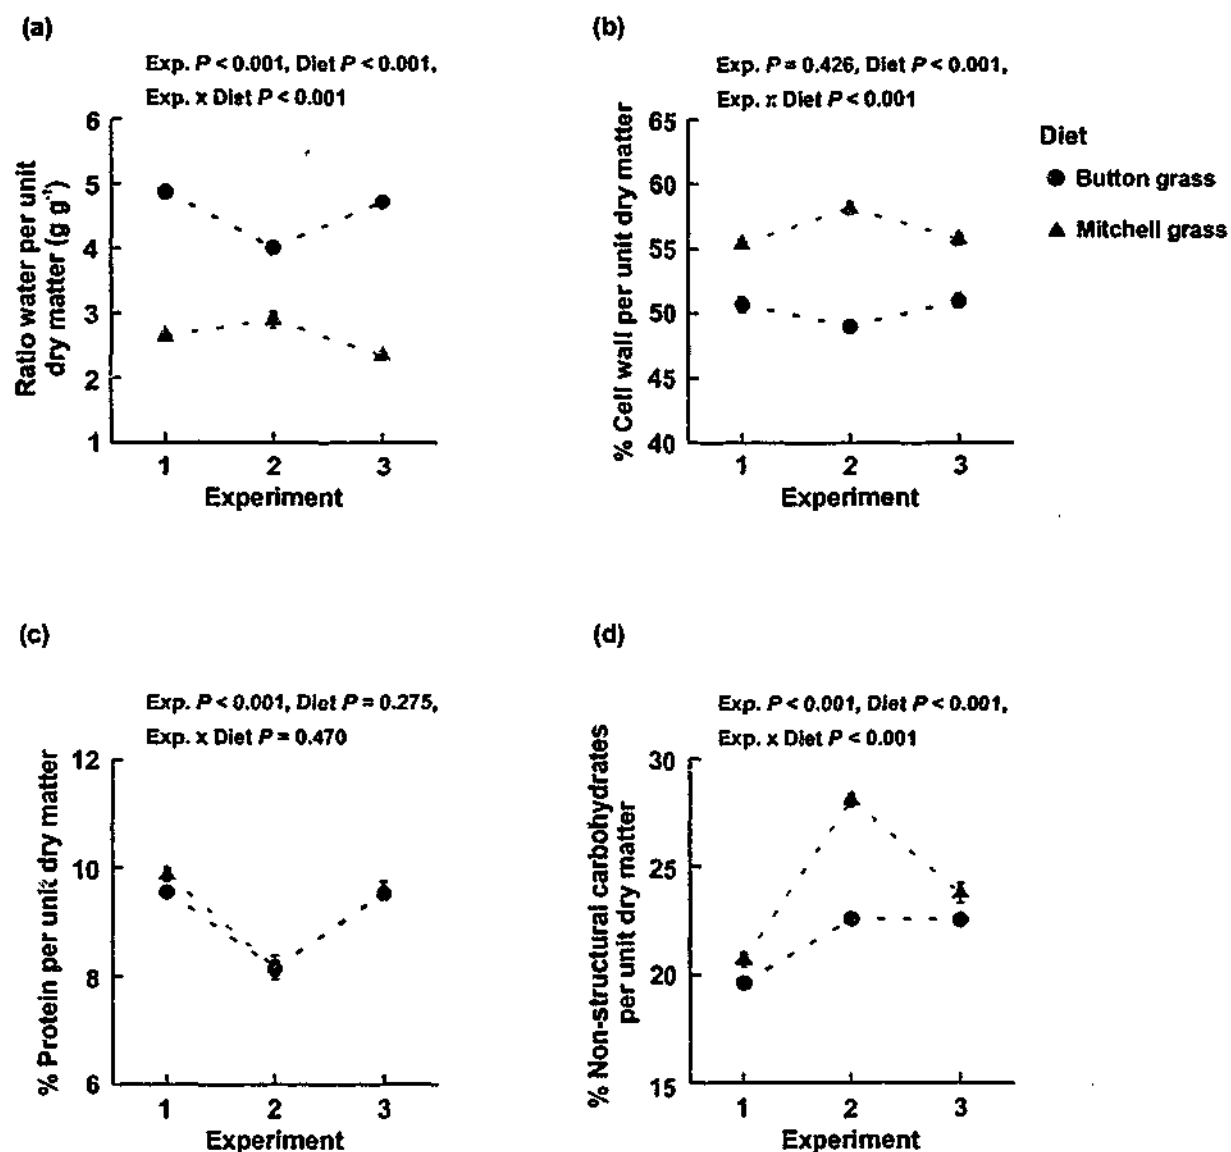 (a)
Exp. P < 0.001, Diet P < 0.001,
Exp. x Diet P < 0.001
6
5
4
3
2
1
Ratio water per unit
dry matter (g g⁻¹)
1 2 3
Experiment
(b)
Exp. P = 0.426, Diet P < 0.001,
Exp. x Diet P < 0.001
65
60
55
50
45
40
% Cell wall per unit dry matter
1 2 3
Experiment
Diet
Button grass
Mitchell grass
(c)
Exp. P < 0.001, Diet P = 0.275,
Exp. x Diet P = 0.470
12
10
8
6
% Protein per unit dry matter
1 2 3
Experiment
(d)
Exp. P < 0.001, Diet P < 0.001,
Exp. x Diet P < 0.001
30
25
20
15
% Non-structural carbohydrates
per unit dry matter
1 2 3
Experiment